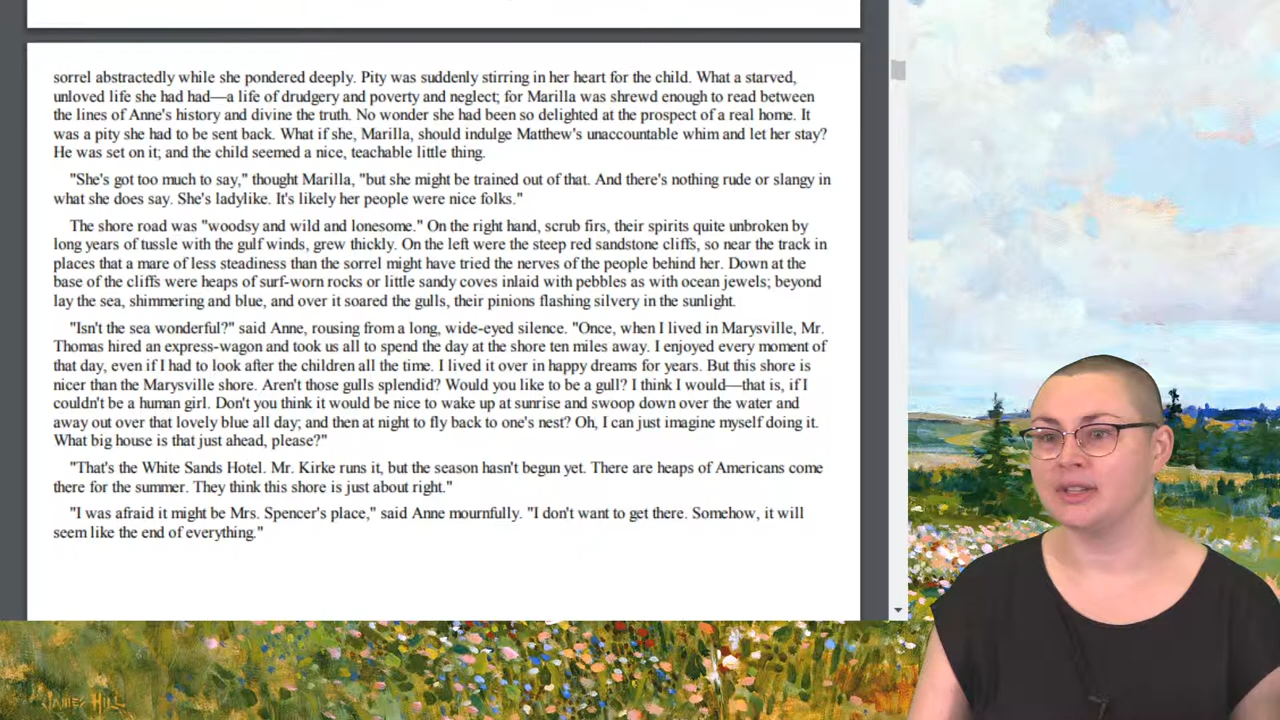 sorrel abstractedly while she pondered deeply. Pity was suddenly stirring in her heart for the child. What a starved,
unloved life she had had—a life of drudgery and poverty and neglect; for Marilla was shrewd enough to read between
the lines of Anne's history and divine the truth. No wonder she had been so delighted at the prospect of a real home. It
was a pity she had to be sent back. What if she, Marilla, should indulge Matthew's unaccountable whim and let her stay?
He was set on it; and the child seemed a nice, teachable little thing.
"She's got too much to say," thought Marilla, "but she might be trained out of that. And there's nothing rude or slangy in
what she does say. She's ladylike. It's likely her people were nice folks."
The shore road was "woodsy and wild and lonesome." On the right hand, scrub firs, their spirits quite unbroken by
long years of tussle with the gulf winds, grew thickly. On the left were the steep red sandstone cliffs, so near the track in
places that a mare of less steadiness than the sorrel might have tried the nerves of the people behind her. Down at the
base of the cliffs were heaps of surf-worn rocks or little sandy coves inlaid with pebbles as with ocean jewels; beyond
lay the sea, shimmering and blue, and over it soared the gulls, their pinions flashing silvery in the sunlight.
"Isn't the sea wonderful?" said Anne, rousing from a long, wide-eyed silence. "Once, when I lived in Marysville, Mr.
Thomas hired an express-wagon and took us all to spend the day at the shore ten miles away. I enjoyed every moment of
that day, even if I had to look after the children all the time. I lived it over in happy dreams for years. But this shore is
nicer than the Marysville shore. Aren't those gulls splendid? Would you like to be a gull? I think I would—that is, if I
couldn't be a human girl. Don't you think it would be nice to wake up at sunrise and swoop down over the water and
away out over that lovely blue all day; and then at night to fly back to one's nest? Oh, I can just imagine myself doing it.
What big house is that just ahead, please?"
"That's the White Sands Hotel. Mr. Kirke runs it, but the season hasn't begun yet. There are heaps of Americans come
there for the summer. They think this shore is just about right."
"I was afraid it might be Mrs. Spencer's place," said Anne mournfully. "I don't want to get there. Somehow, it will
seem like the end of everything."
JAMES HILL